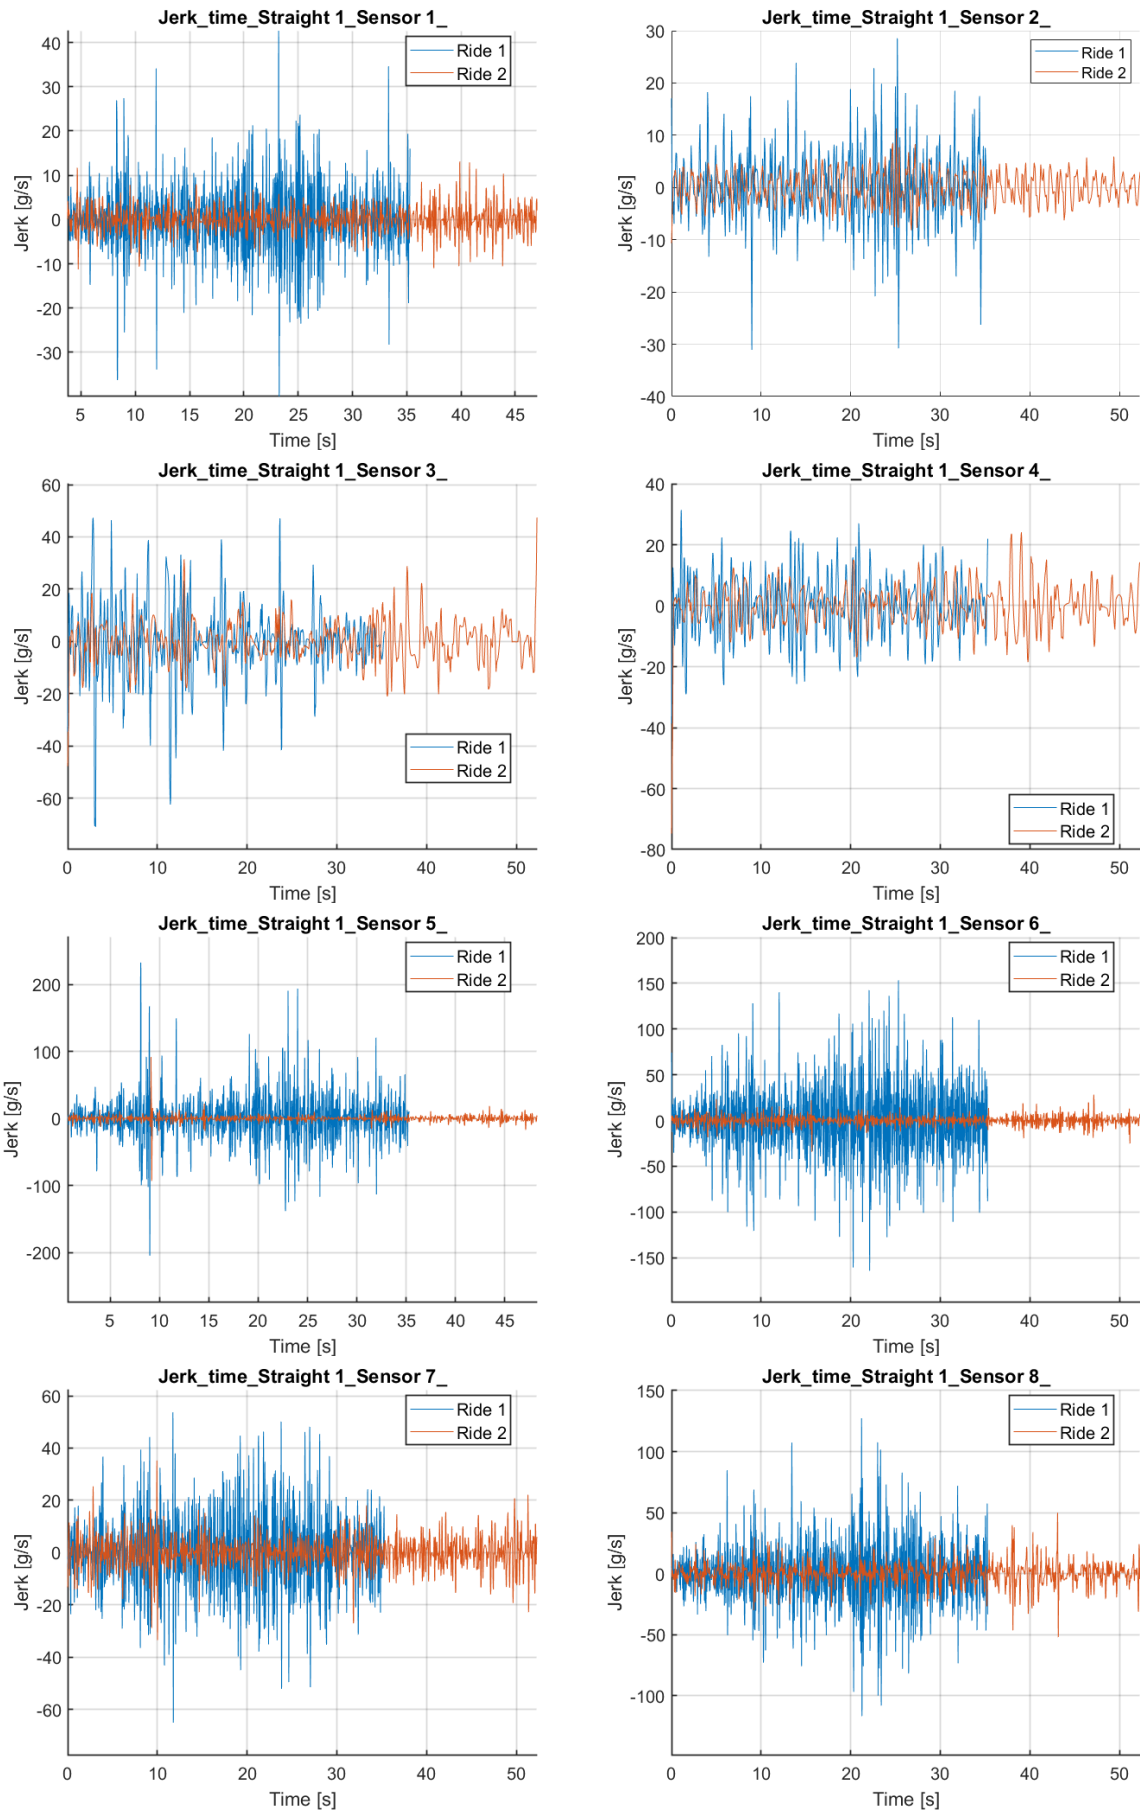 Jerk_time_Straight 1_Sensor 1_
Jerk [g/s]
40
30
20
10
0
-10
-20
-30
Ride 1
Ride 2
5 10 15 20 25 30 35 40 45
Time [s]
Jerk_time_Straight 1_Sensor 2_
Jerk [g/s]
30
20
10
0
-10
-20
-30
-40
Ride 1
Ride 2
0 10 20 30 40 50
Time [s]
Jerk_time_Straight 1_Sensor 3_
Jerk [g/s]
60
40
20
0
-20
-40
-60
Ride 1
Ride 2
0 10 20 30 40 50
Time [s]
Jerk_time_Straight 1_Sensor 4_
Jerk [g/s]
40
20
0
-20
-40
-60
-80
Ride 1
Ride 2
0 10 20 30 40 50
Time [s]
Jerk_time_Straight 1_Sensor 5_
Jerk [g/s]
200
100
0
-100
-200
Ride 1
Ride 2
5 10 15 20 25 30 35 40 45
Time [s]
Jerk_time_Straight 1_Sensor 6_
Jerk [g/s]
200
150
100
50
0
-50
-100
-150
Ride 1
Ride 2
0 10 20 30 40 50
Time [s]
Jerk_time_Straight 1_Sensor 7_
Jerk [g/s]
60
40
20
0
-20
-40
-60
Ride 1
Ride 2
0 10 20 30 40 50
Time [s]
Jerk_time_Straight 1_Sensor 8_
Jerk [g/s]
150
100
50
0
-50
-100
Ride 1
Ride 2
0 10 20 30 40 50
Time [s]